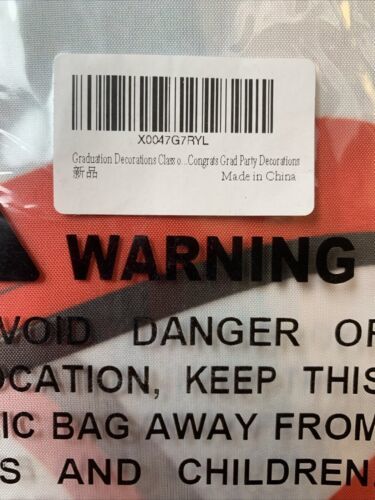 X0047G7RYL
Graduation Decorations Class o...Congrats Grad Party Decorations
新品
Made in China
WARNING
VOID DANGER OF
OCATION, KEEP THIS
IC BAG AWAY FROM
S AND CHILDREN